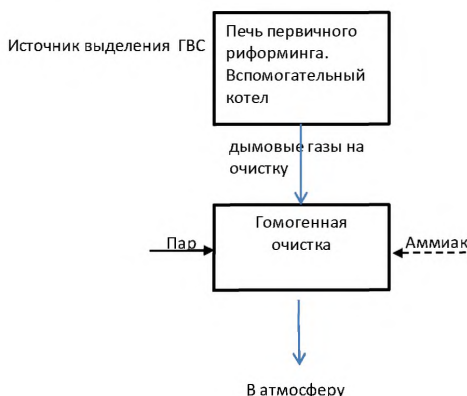 Источник выделения ГВС
Печь первичного
риформинга.
Вспомогательный
котел
дымовые газы на
очистку
Гомогенная
очистка
Пар
Аммиак
В атмосферу